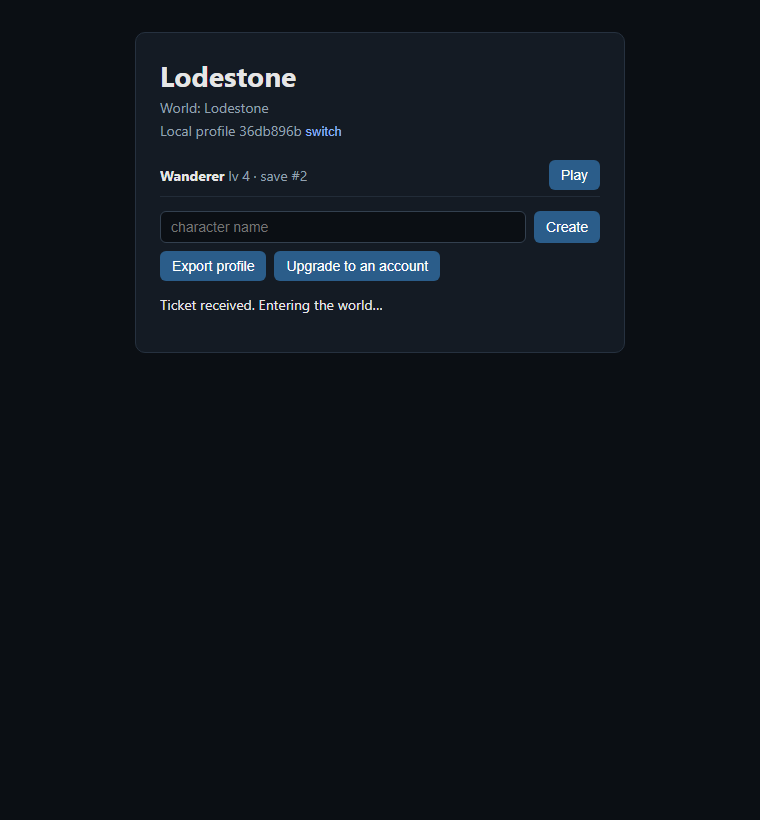 Lodestone
World: Lodestone
Local profile 36db896b switch
Wanderer lv 4 · save #2
Play
character name
Create
Export profile
Upgrade to an account
Ticket received. Entering the world...